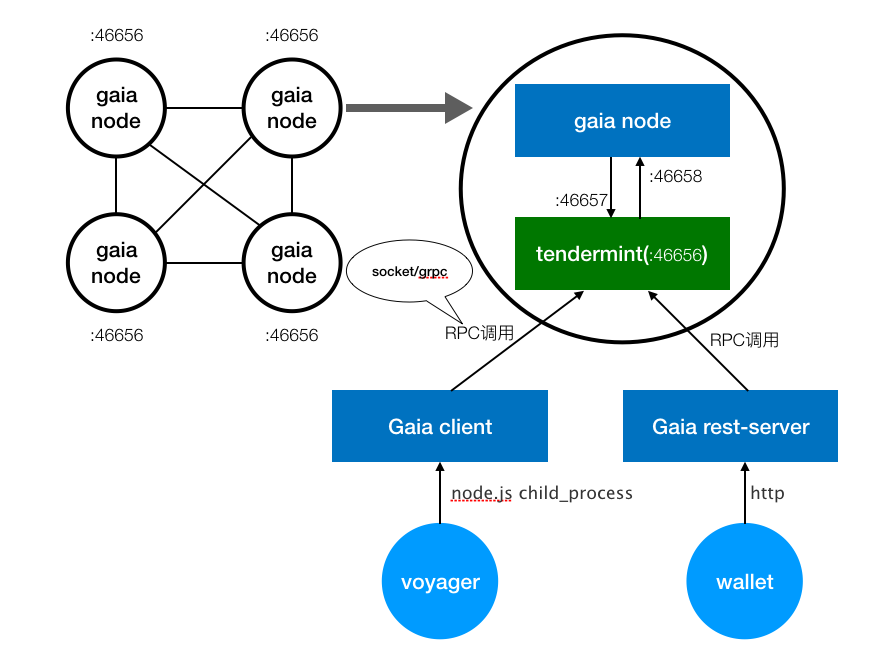 :46656
:46656
gaia
node
gaia
node
gaia
node
gaia
node
:46656
:46656
gaia node
:46657
:46658
tendermint(:46656)
socket/grpc
RPC调用
RPC调用
Gaia client
Gaia rest-server
node.js child_process
http
voyager
wallet